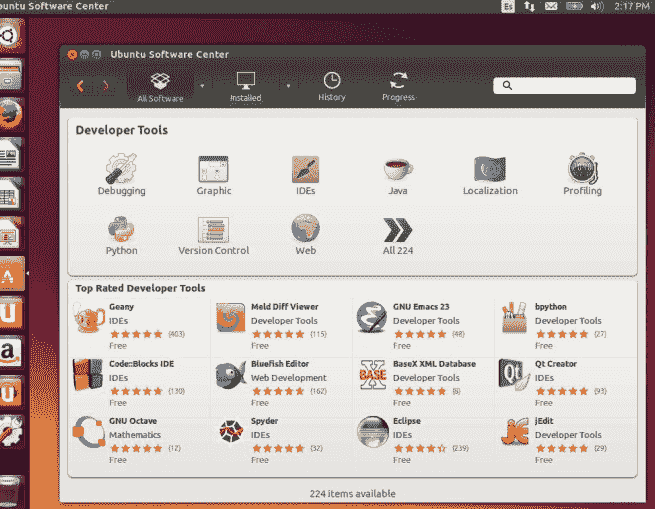 buntu Software Center
Es
2:17 PM
Ubuntu Software Center
All Software
Installed
History
Progress
Developer Tools
Debugging
Graphic
IDEs
Java
Localization
Profiling
Python
Version Control
Web
All 224
Top Rated Developer Tools
Geany
IDEs
(403)
Free
Meld Diff Viewer
Developer Tools
(115)
Free
GNU Emacs 23
Developer Tools
(48)
Free
bpython
Developer Tools
(27)
Free
Code::Blocks IDE
IDEs
(130)
Free
Bluefish Editor
Web Development
(162)
Free
BASE
BaseX XML Database
Developer Tools
(6)
Free
Qt
Qt Creator
IDEs
(93)
Free
GNU Octave
Mathematics
(12)
Free
Spyder
IDEs
(32)
Free
Eclipse
IDEs
(239)
Free
jEdit
Developer Tools
(29)
Free
224 items available